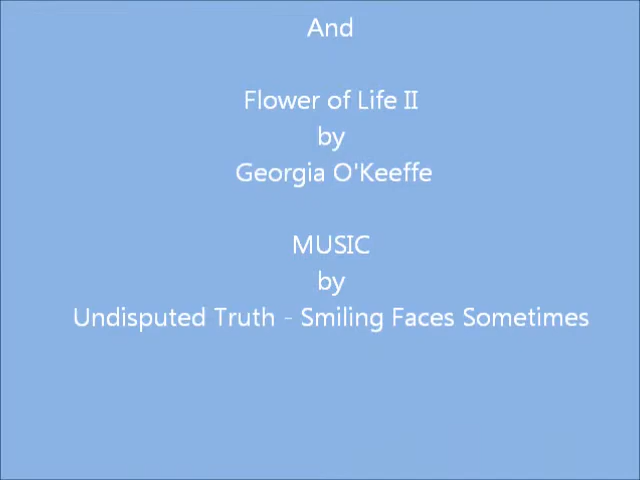 And
Flower of Life II
by
Georgia O'Keeffe
MUSIC
by
Undisputed Truth - Smiling Faces Sometimes